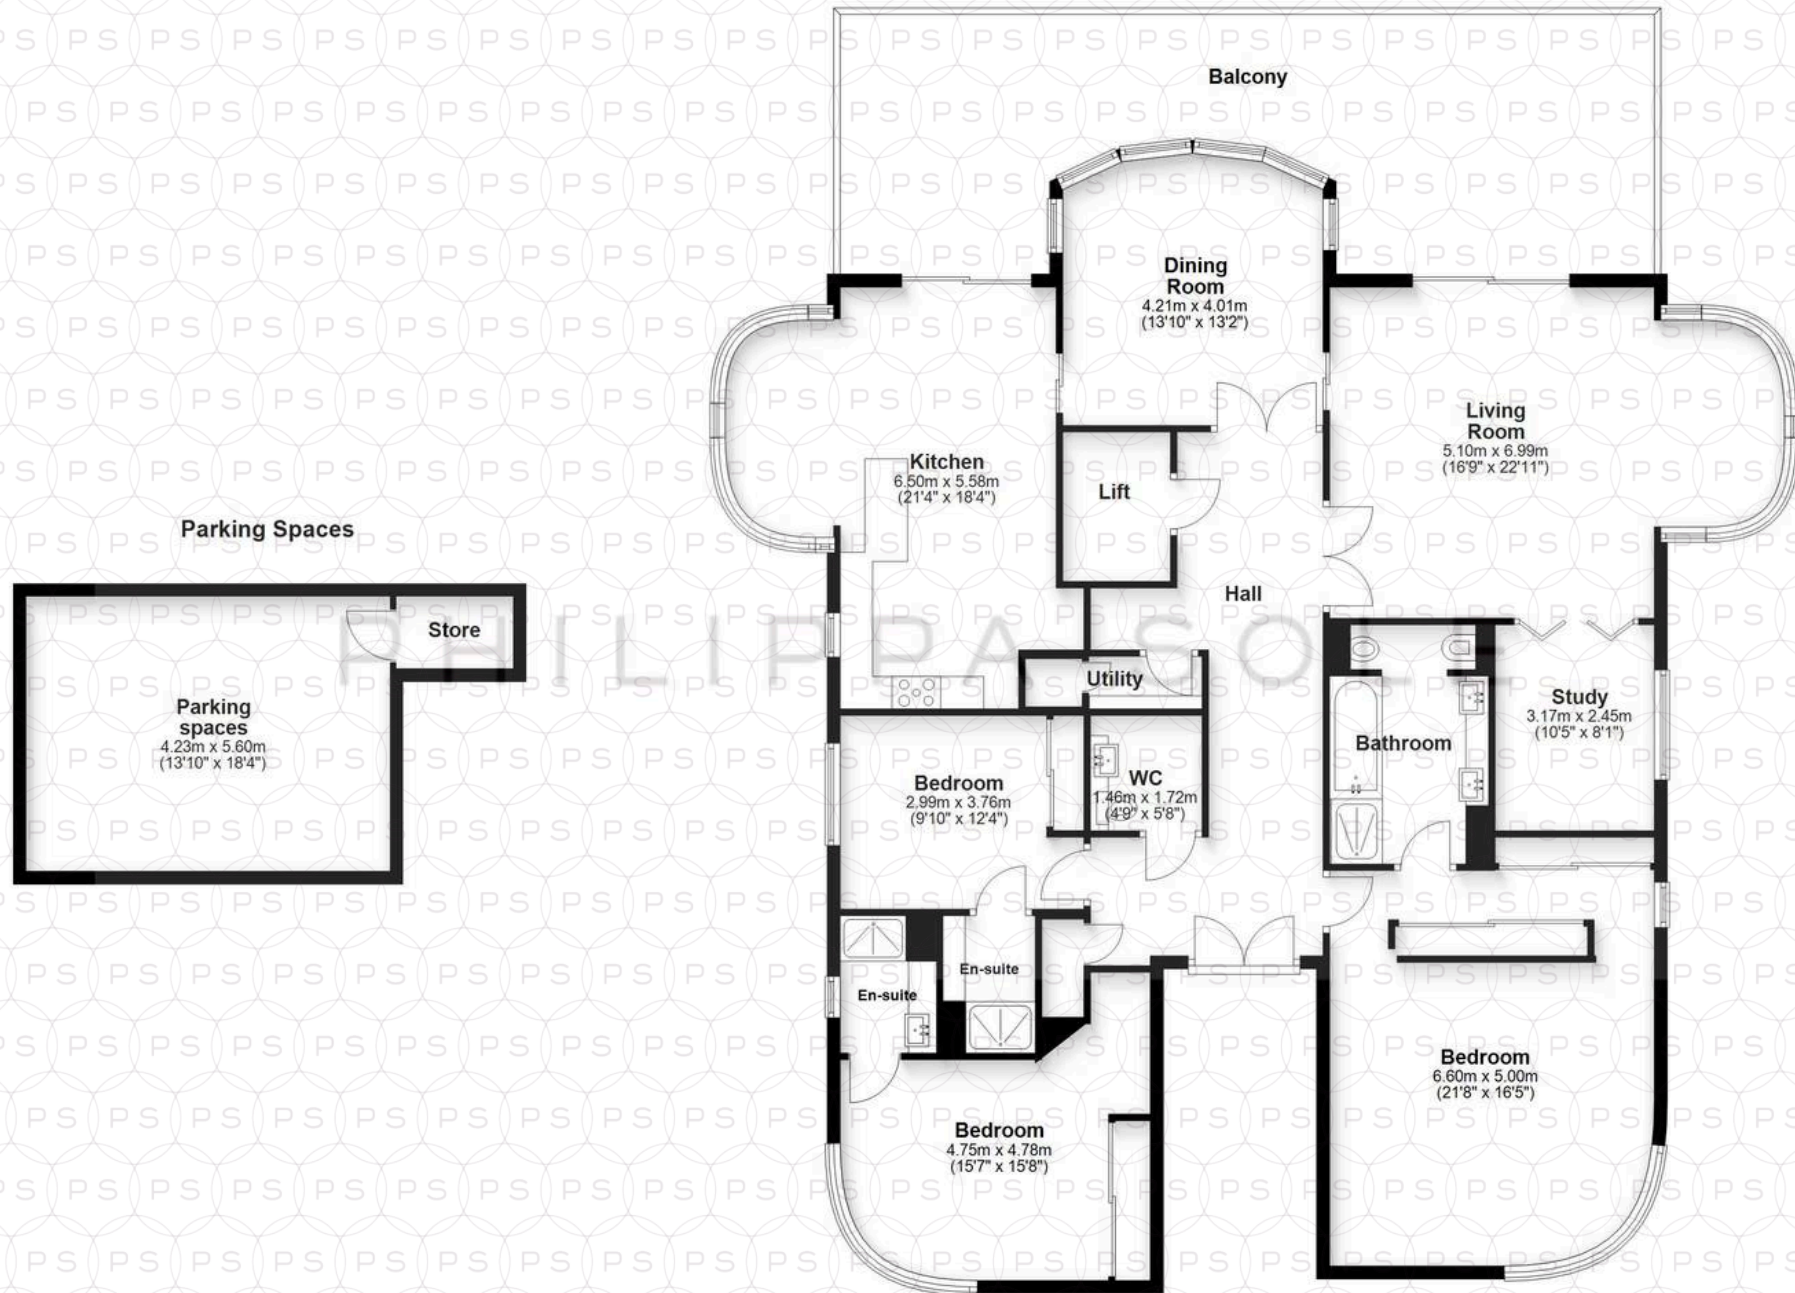 Balcony
Dining
Room
4.21m x 4.01m
(13'10" x 13'2")
Living
Room
5.10m x 6.99m
(16'9" x 22'11")
Kitchen
6.50m x 5.58m
(21'4" x 18'4")
Lift
Parking Spaces
Hall
Store
PHILIPPA SOLE
Utility
Parking
spaces
4.23m x 5.60m
(13'10" x 18'4")
Study
3.17m x 2.45m
(10'5" x 8'1")
Bathroom
Bedroom
2.99m x 3.76m
(9'10" x 12'4")
WC
1.46m x 1.72m
(4'9" x 5'8")
En-suite
En-suite
Bedroom
6.60m x 5.00m
(21'8" x 16'5")
Bedroom
4.75m x 4.78m
(15'7" x 15'8")